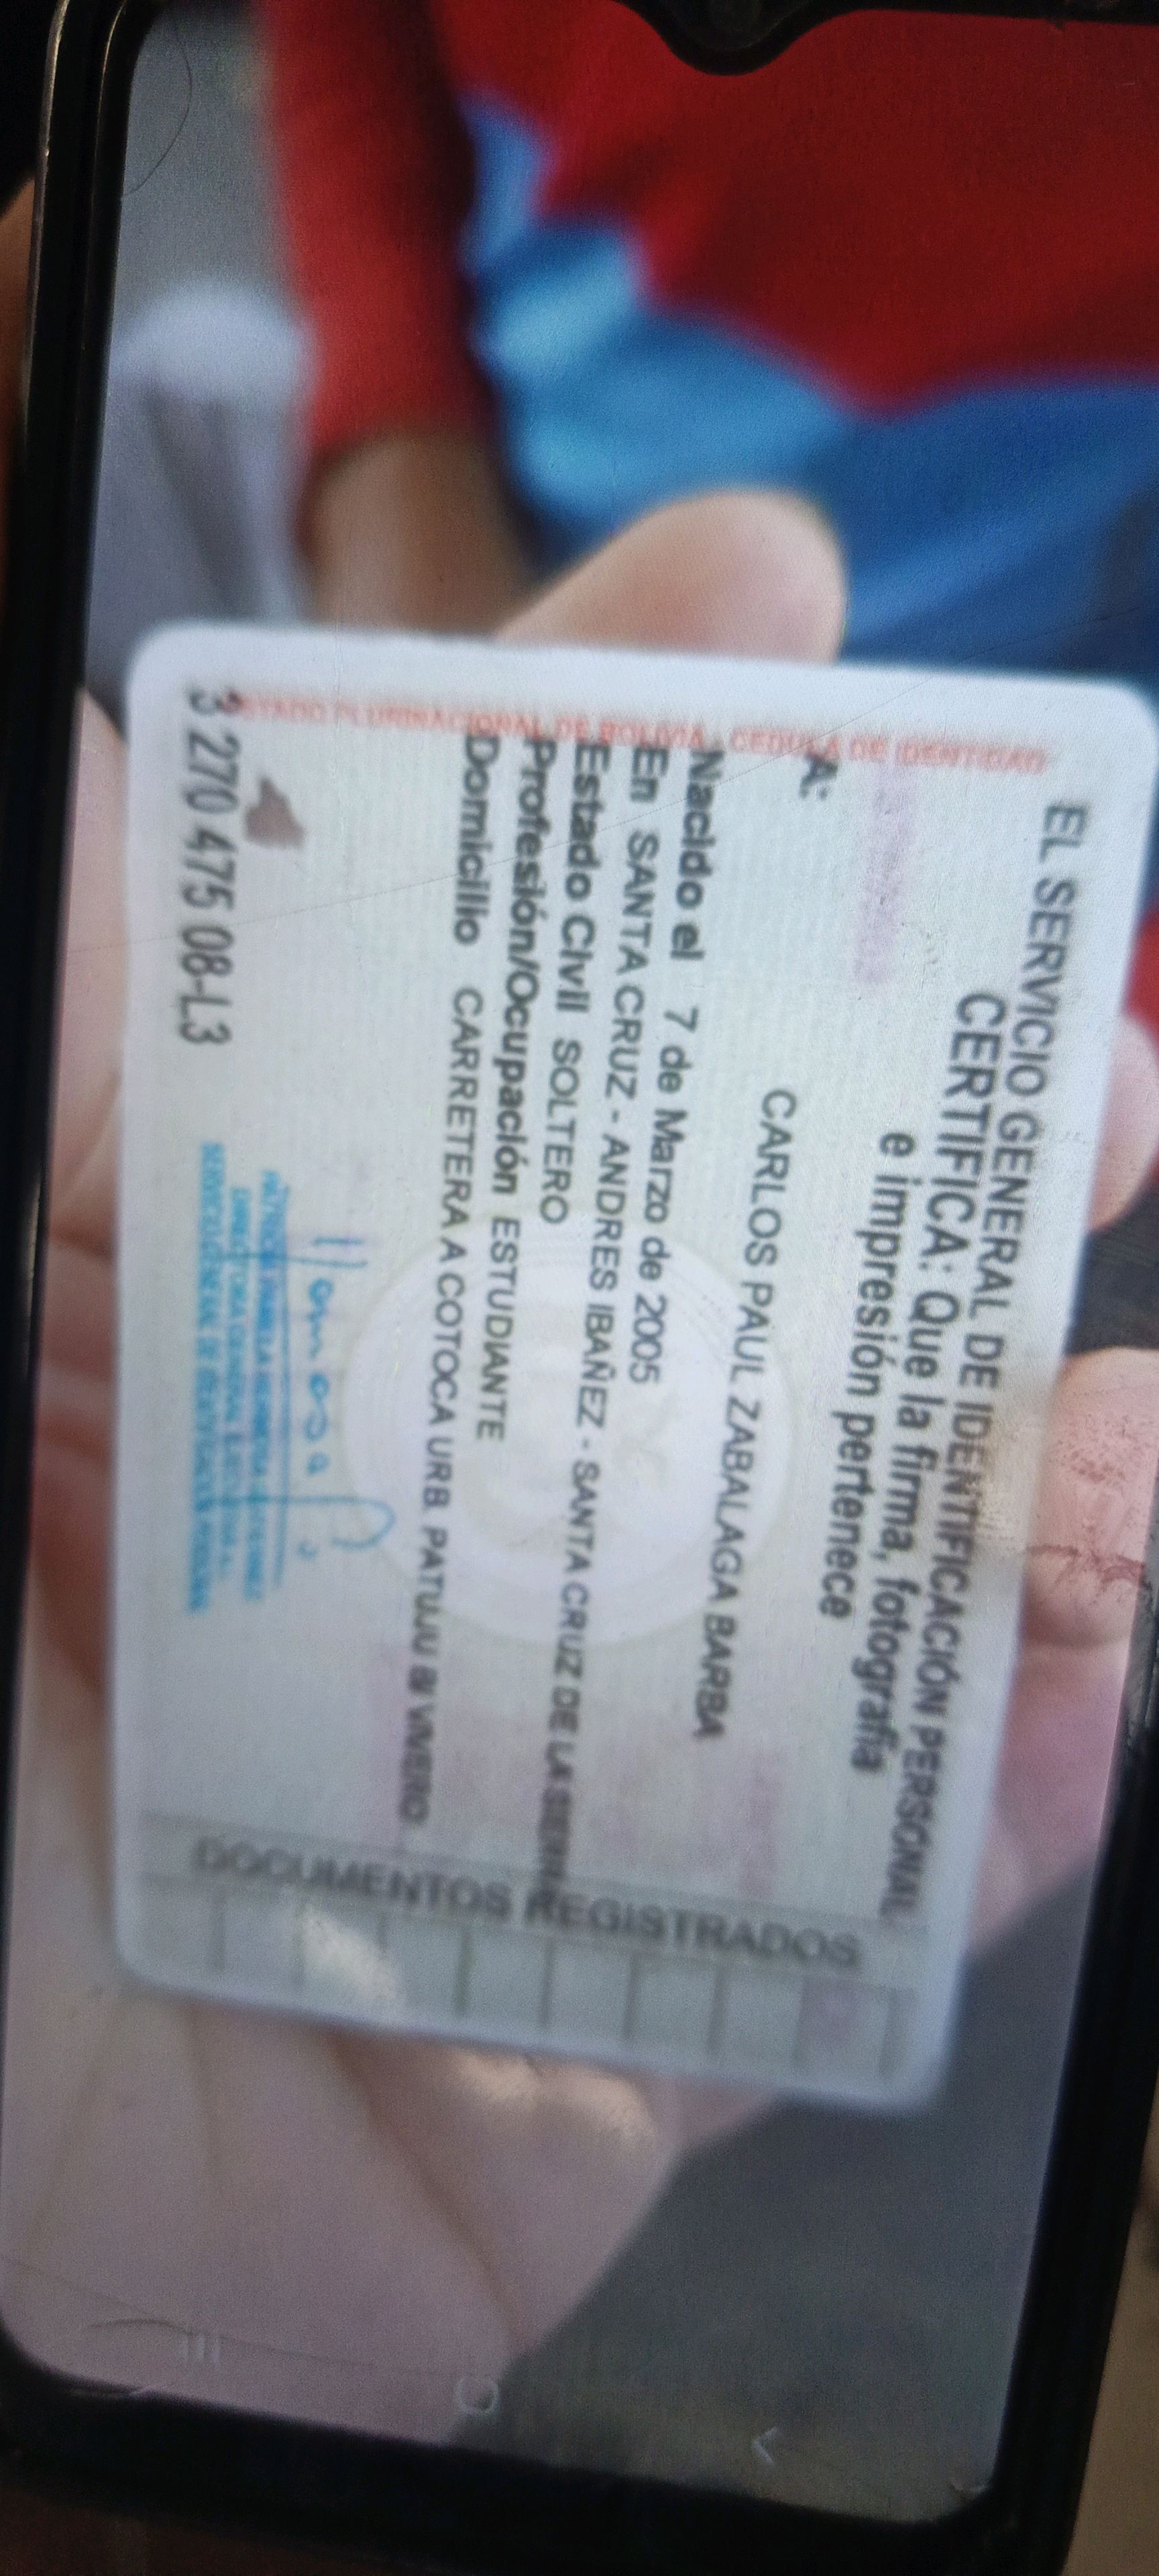 ESTADO PLURINACIONAL DE BOLIVIA - CEDULA DE IDENTIDAD
EL SERVICIO GENERAL DE IDENTIFICACIÓN PERSONAL
CERTIFICA: Que la firma, fotografía
e impresión pertenece
A:
CARLOS PAUL ZABALAGA BARBA
Nacido el 7 de Marzo de 2005
En SANTA CRUZ - ANDRES IBAÑEZ - SANTA CRUZ DE LA SIERRA
Estado Civil SOLTERO
Profesión/Ocupación ESTUDIANTE
Domicilio CARRETERA A COTOCA URB. PATUJU III VIVERO
3 270 475 08-L3
DOCUMENTOS REGISTRADOS